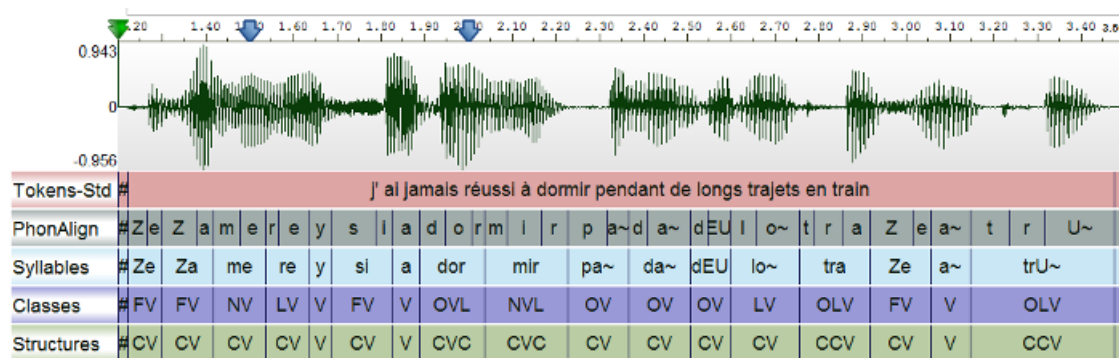 1.20 1.40 1.50 1.60 1.70 1.80 1.90 2.00 2.10 2.20 2.30 2.40 2.50 2.60 2.70 2.80 2.90 3.00 3.10 3.20 3.30 3.40 3.5
0.943
0
-0.956
Tokens-Std # j' ai jamais réussi à dormir pendant de longs trajets en train
PhonAlign # Z e Z a m e r e y s i a d o r m i r p a~ d a~ d EU l o~ t r a Z e a~ t r U~
Syllables # Ze Za me re y si a dor mir pa~ da~ dEU lo~ tra Ze a~ trU~
Classes # FV FV NV LV V FV V OVL NVL OV OV OV LV OLV FV V OLV
Structures # CV CV CV CV V CV V CVC CVC CV CV CV CV CCV CV V CCV